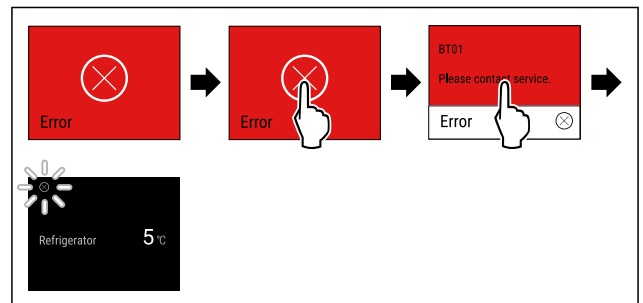 Error
Error
BT01
Please contact service.
Error
Refrigerator 5 °C